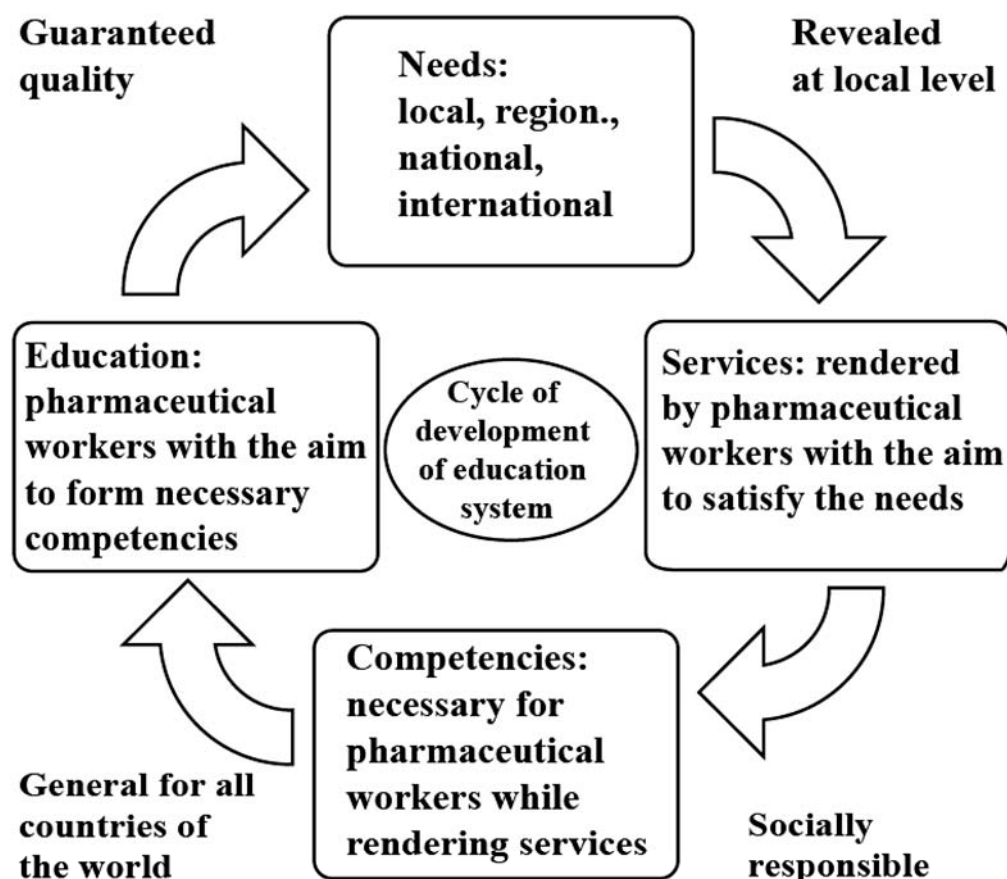 Guaranteed
quality
Needs:
local, region.,
national,
international
Revealed
at local level
Education:
pharmaceutical
workers with the aim
to form necessary
competencies
Cycle of
development
of education
system
Services: rendered
by pharmaceutical
workers with the aim
to satisfy the needs
Competencies:
necessary for
pharmaceutical
workers while
rendering services
General for all
countries of
the world
Socially
responsible